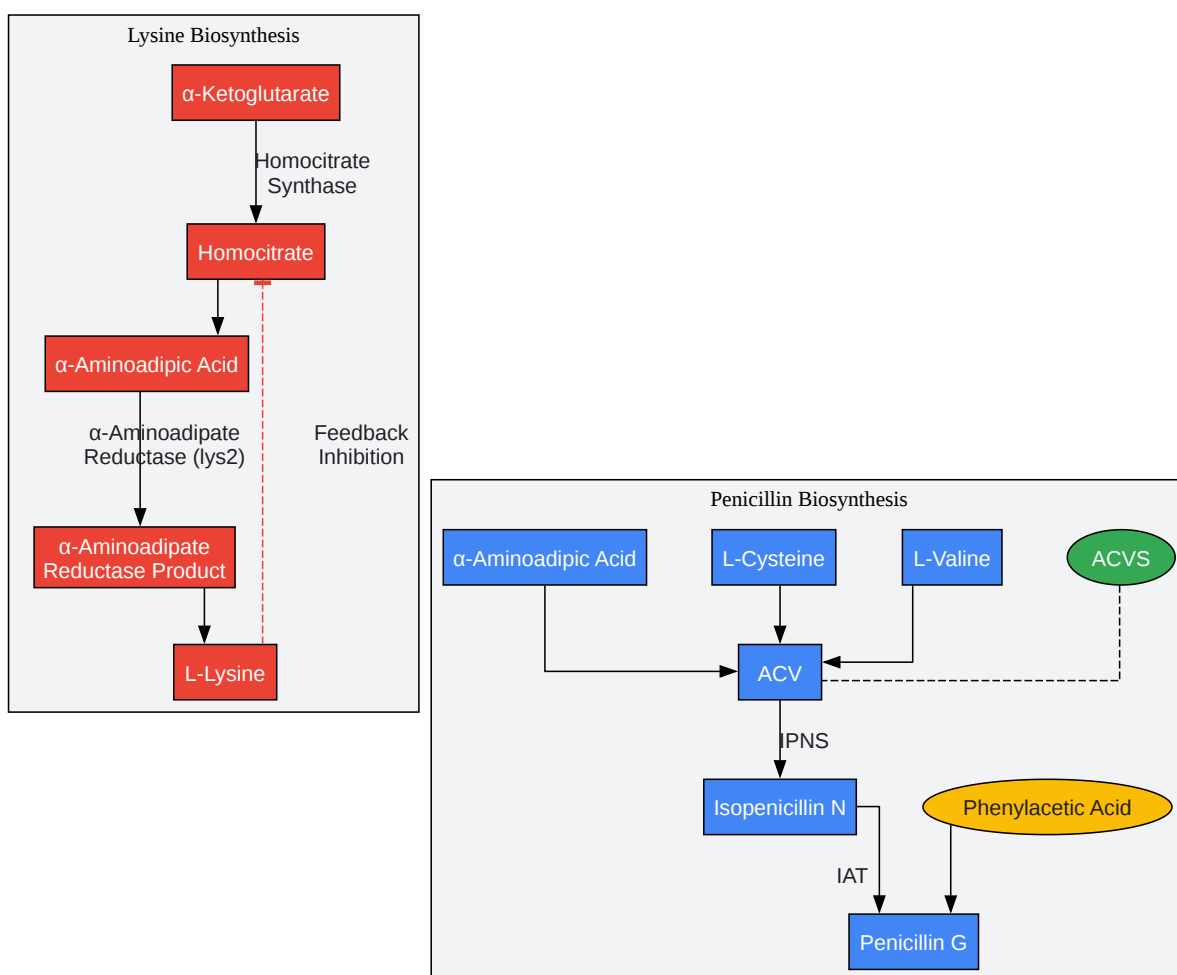 Lysine Biosynthesis
α-Ketoglutarate
Homocitrate
Synthase
Homocitrate
α-Aminoadipic Acid
α-Aminoadipate
Reductase (lys2)
Feedback
Inhibition
α-Aminoadipate
Reductase Product
L-Lysine
Penicillin Biosynthesis
α-Aminoadipic Acid
L-Cysteine
L-Valine
ACVS
ACV
IPNS
Isopenicillin N
Phenylacetic Acid
IAT
Penicillin G